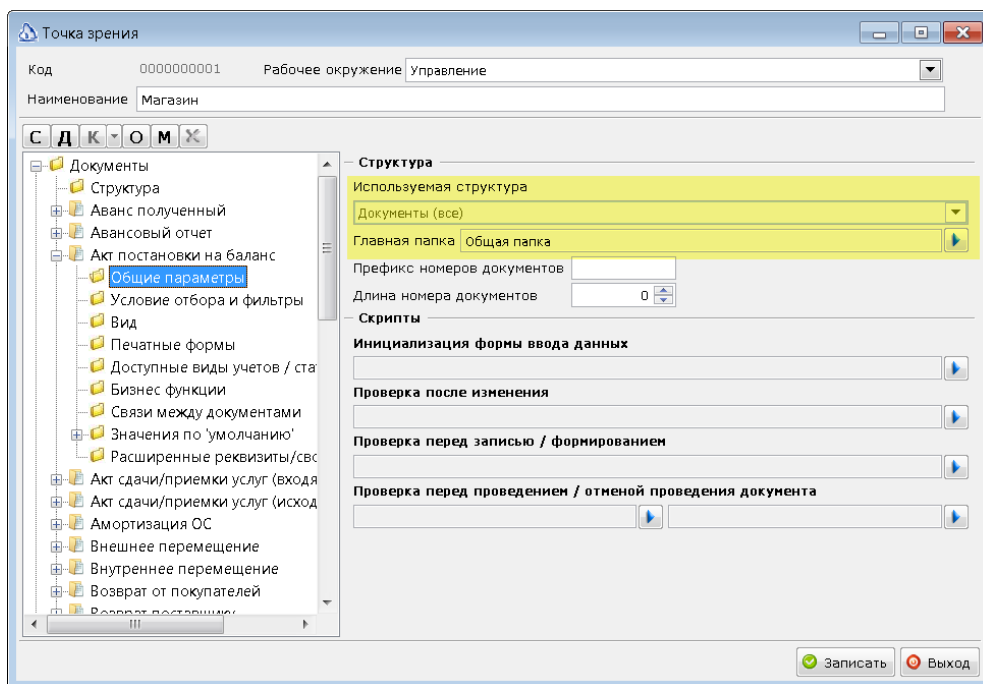 Точка зрения
Код 0000000001 Рабочее окружение Управление
Наименование Магазин
С Д К О М
Документы
Структура
Аванс полученный
Авансовый отчет
Акт постановки на баланс
Общие параметры
Условие отбора и фильтры
Вид
Печатные формы
Доступные виды учетов / ста
Бизнес функции
Связи между документами
Значения по 'умолчанию'
Расширенные реквизиты/сво
Акт сдачи/приемки услуг (входя
Акт сдачи/приемки услуг (исход
Амортизация ОС
Внешнее перемещение
Внутреннее перемещение
Возврат от покупателей
Возврат поставщику
Структура
Используемая структура
Документы (все)
Главная папка Общая папка
Префикс номеров документов
Длина номера документов 0
Скрипты
Инициализация формы ввода данных
Проверка после изменения
Проверка перед записью / формированием
Проверка перед проведением / отменой проведения документа
Записать Выход